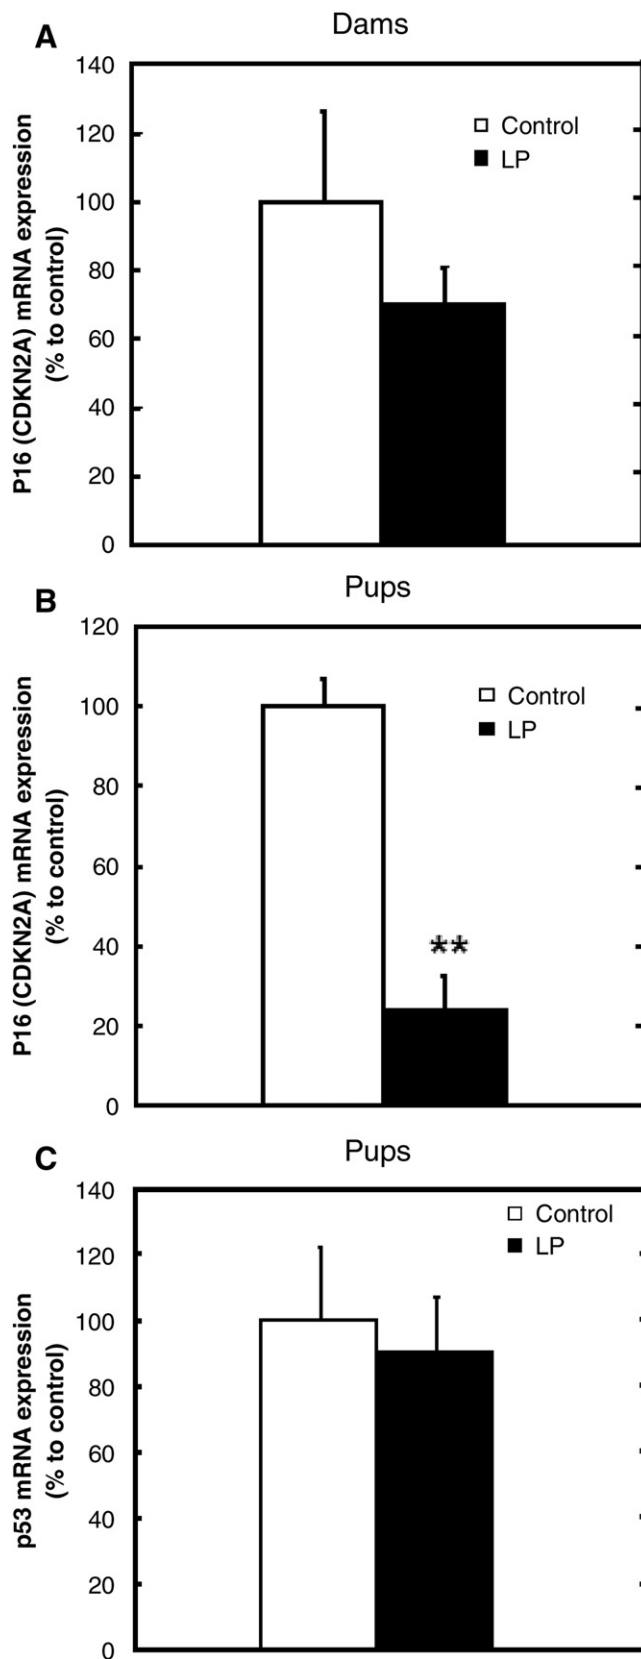 A
Dams
P16 (CDKN2A) mRNA expression
(% to control)
140
120
100
80
60
40
20
0
Control
LP
B
Pups
P16 (CDKN2A) mRNA expression
(% to control)
120
100
80
60
40
20
0
Control
LP
**
C
Pups
p53 mRNA expression
(% to control)
140
120
100
80
60
40
20
0
Control
LP